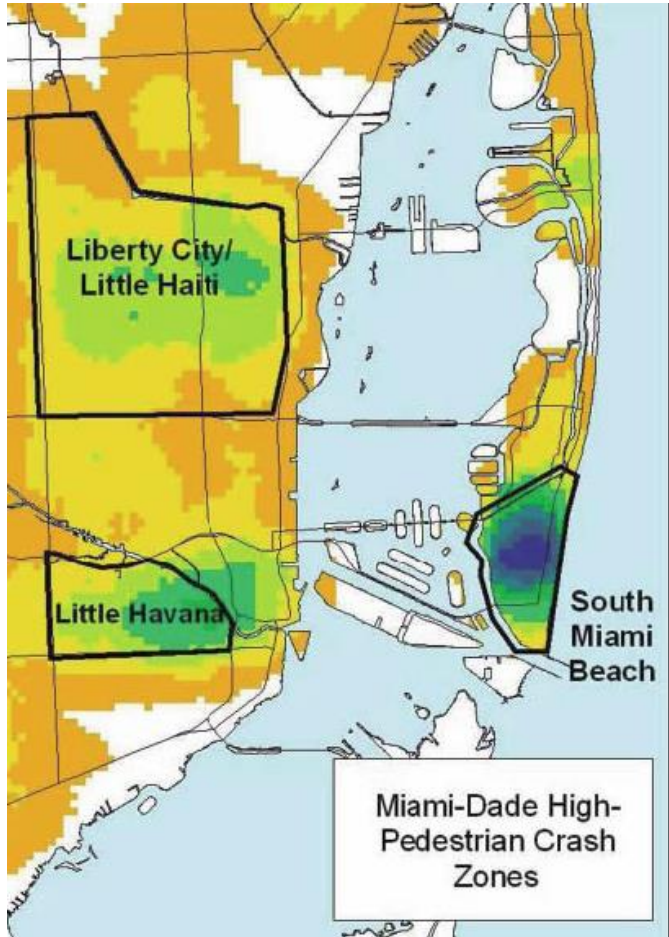 Liberty City/
Little Haiti
Little Havana
South
Miami
Beach
Miami-Dade High-
Pedestrian Crash
Zones